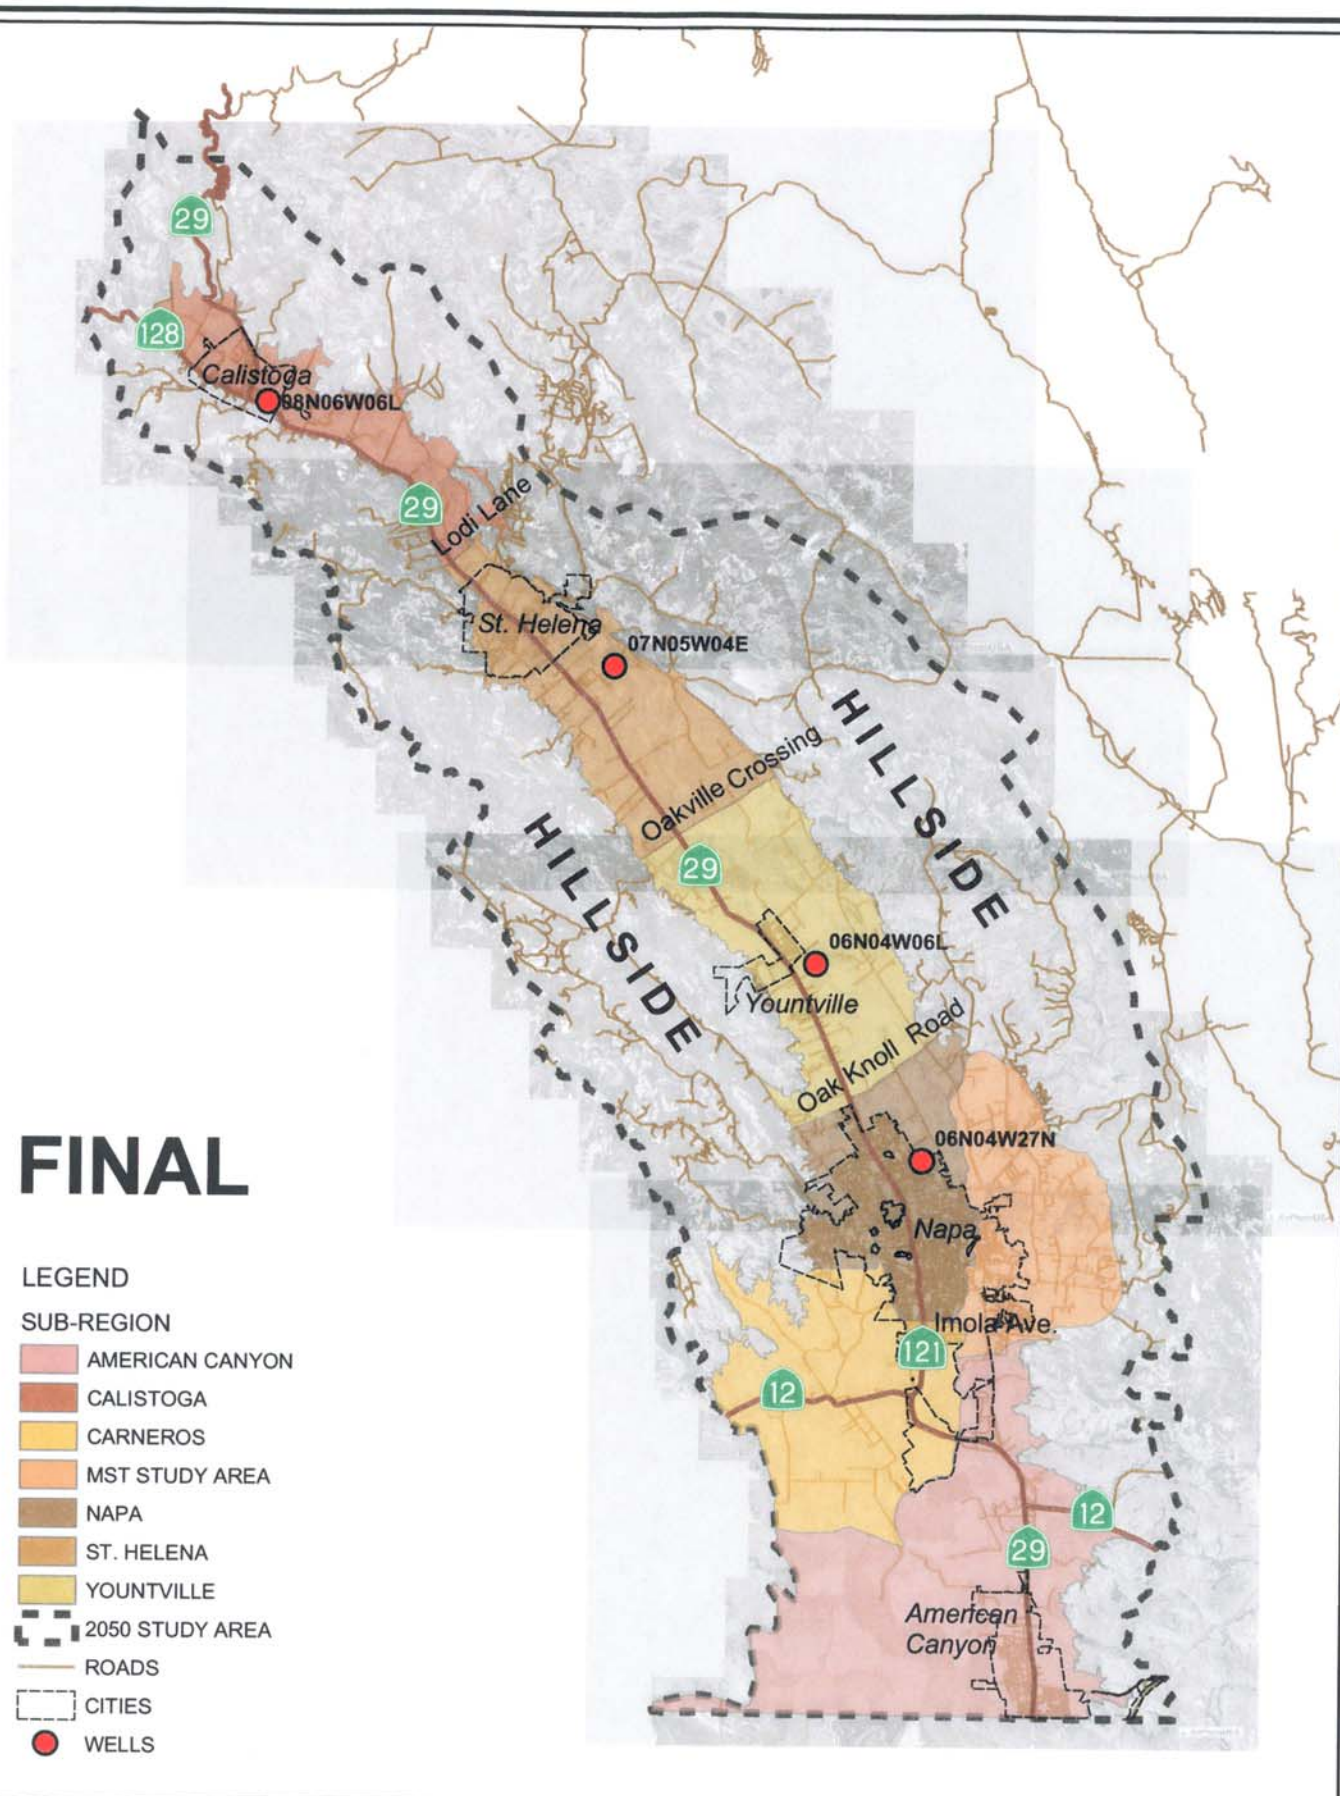 29
128
Calistoga
08N06W06L
29
Lodi Lane
St. Helena
07N05W04E
HILLSIDE
Oakville Crossing
HILLSIDE
29
06N04W06L
Yountville
Oak Knoll Road
06N04W27N
Napa
Imola Ave.
121
12
12
29
American
Canyon
FINAL
LEGEND
SUB-REGION
AMERICAN CANYON
CALISTOGA
CARNEROS
MST STUDY AREA
NAPA
ST. HELENA
YOUNTVILLE
2050 STUDY AREA
ROADS
CITIES
WELLS